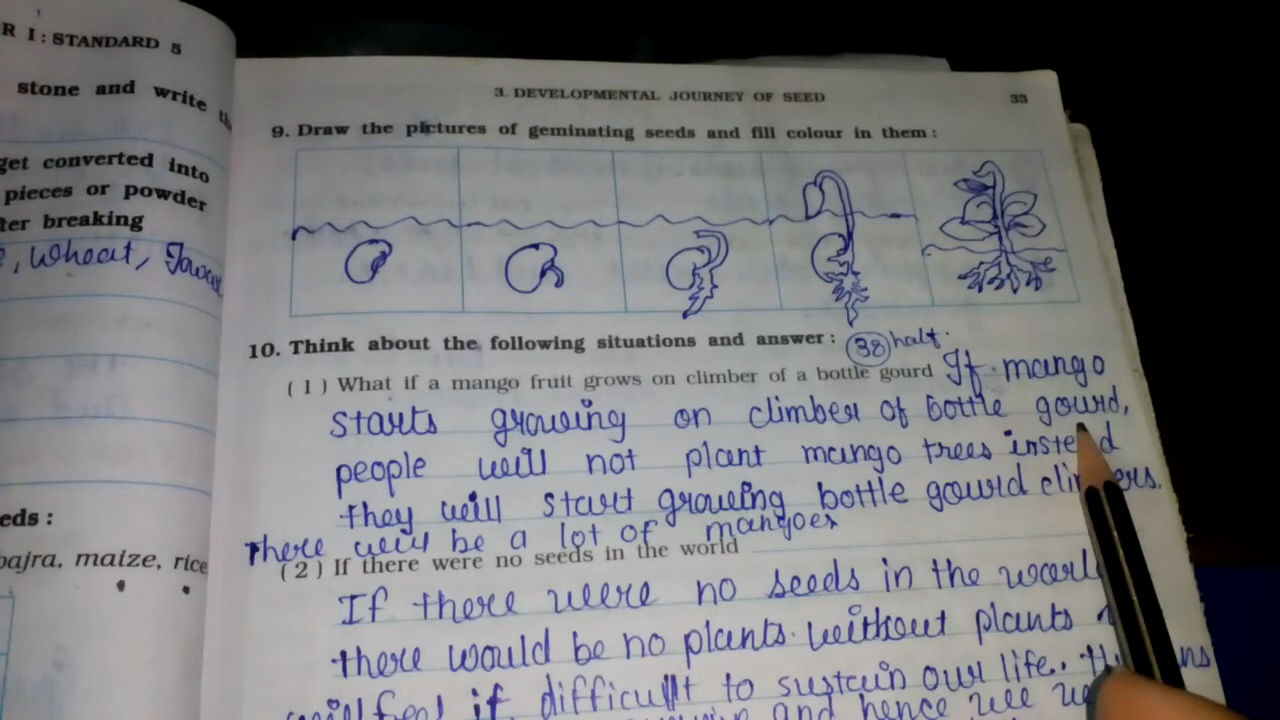 R I : STANDARD 5
stone and write
get converted into
pieces or powder
ter breaking
, wheat,
eds :
bajra, maize, rice
3. DEVELOPMENTAL JOURNEY OF SEED
33
9. Draw the pictures of geminating seeds and fill colour in them :
10. Think about the following situations and answer : 38 halt.
( 1 ) What if a mango fruit grows on climber of a bottle gourd If mango
starts growing on climber of bottle gourd,
people will not plant mango trees instead
they will start growing bottle gourd climbers.
There will be a lot of mangoes
( 2 ) If there were no seeds in the world
If there were no seeds in the worl
there would be no plants. without plants
will feel it difficult to sustain our life.
and hence we